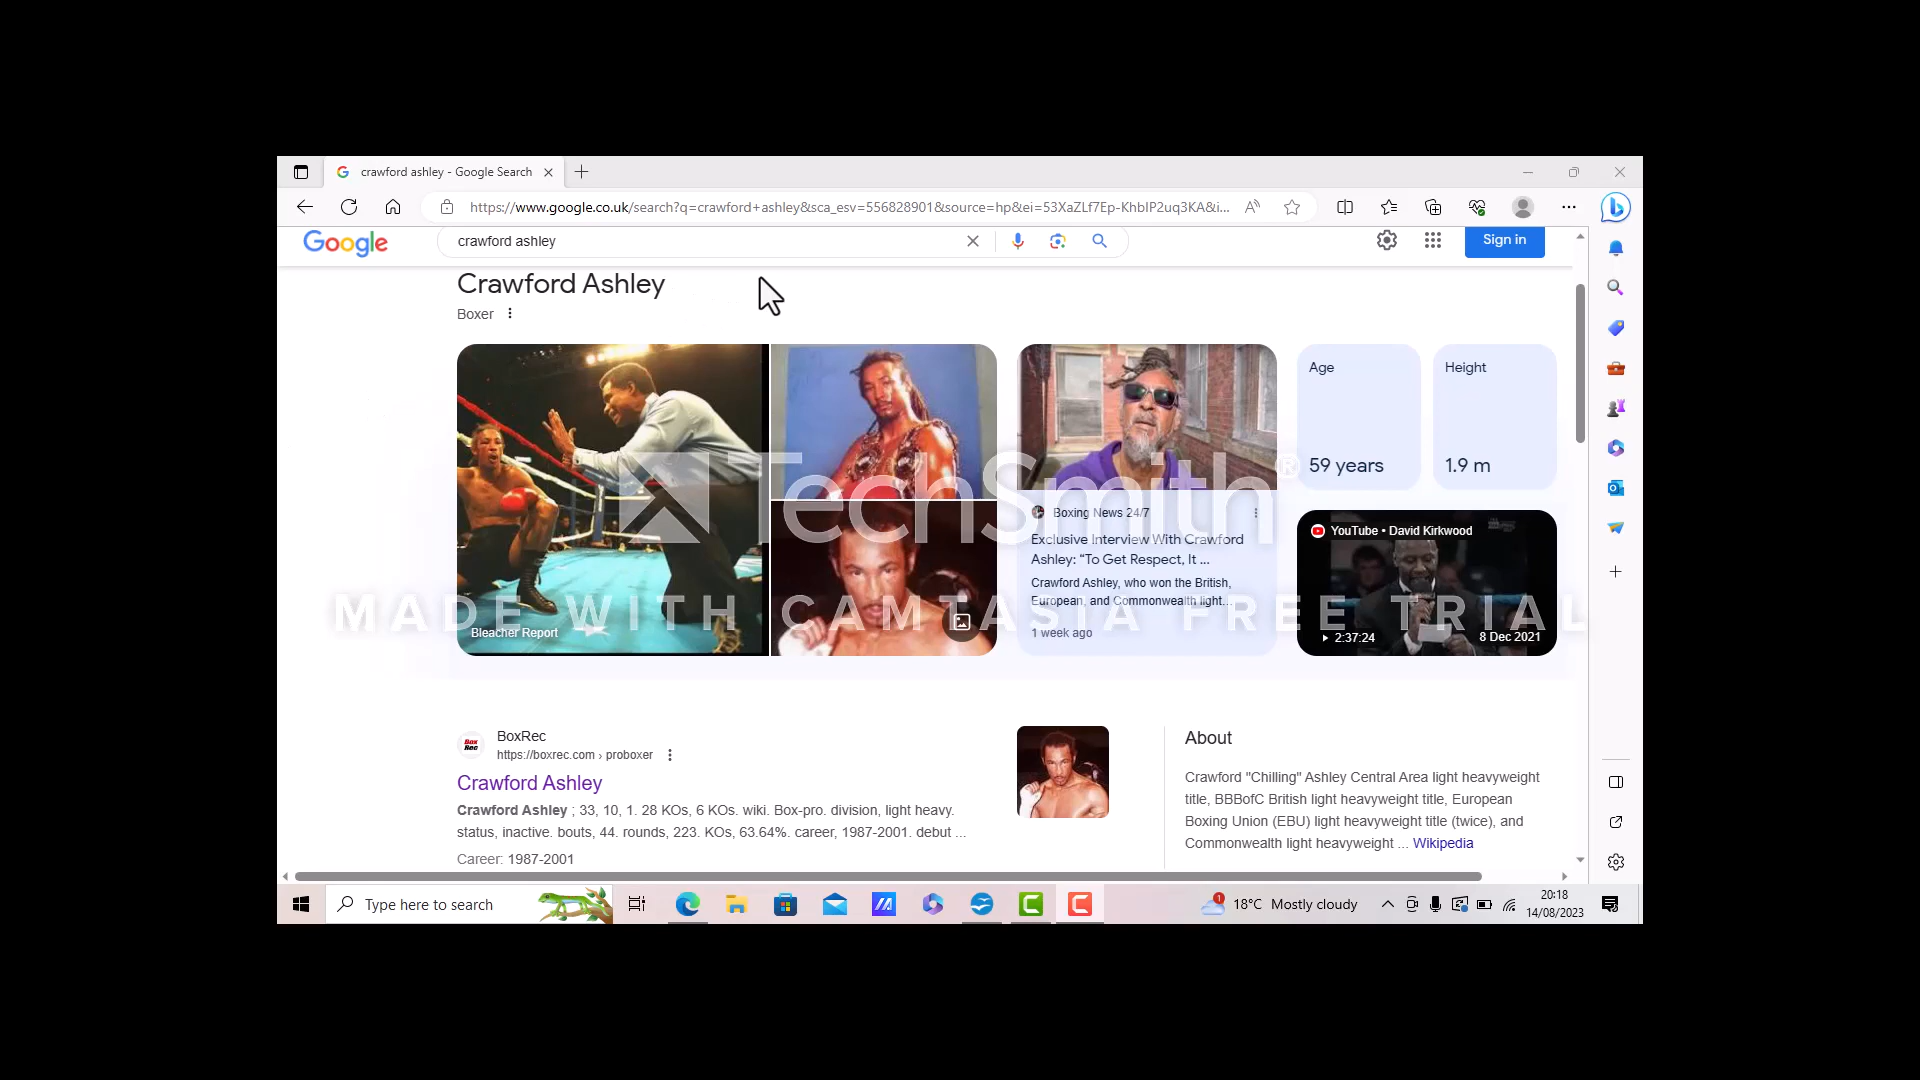 crawford ashley - Google Search
https://www.google.co.uk/search?q=crawford+ashley&sca_esv=556828901&source=hp&ei=53XaZLf7Ep-KhbIP2uq3KA&i...
Google
crawford ashley
Sign in
Crawford Ashley
Boxer
Age
Height
59 years
1.9 m
TechSmith®
Boxing News 24/7
Exclusive Interview With Crawford
Ashley: “To Get Respect, It ...
Crawford Ashley, who won the British,
European, and Commonwealth light...
1 week ago
YouTube • David Kirkwood
2:37:24
8 Dec 2021
MADE WITH CAMTASIA FREE TRIAL
Bleacher Report
BoxRec
https://boxrec.com › proboxer
Crawford Ashley
Crawford Ashley ; 33, 10, 1. 28 KOs, 6 KOs. wiki. Box-pro. division, light heavy.
status, inactive. bouts, 44. rounds, 223. KOs, 63.64%. career, 1987-2001. debut ...
Career: 1987-2001
About
Crawford "Chilling" Ashley Central Area light heavyweight
title, BBBofC British light heavyweight title, European
Boxing Union (EBU) light heavyweight title (twice), and
Commonwealth light heavyweight ... Wikipedia
Type here to search
1
18°C Mostly cloudy
20:18
14/08/2023